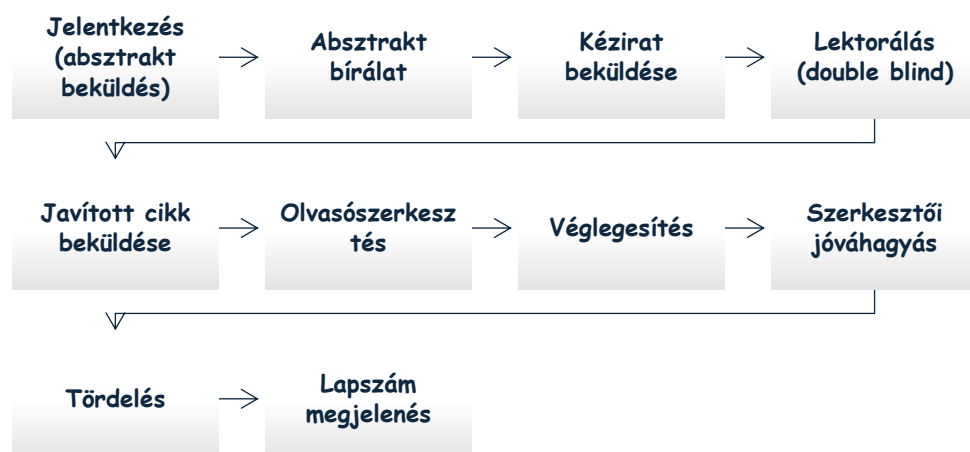 Jelentkezés
(absztrakt
beküldés)
Absztrakt
bírálat
Kézirat
beküldése
Lektorálás
(double blind)
Javított cikk
beküldése
Olvasószerkesz
tés
Véglegesítés
Szerkesztői
jóváhagyás
Tördelés
Lapszám
megjelenés